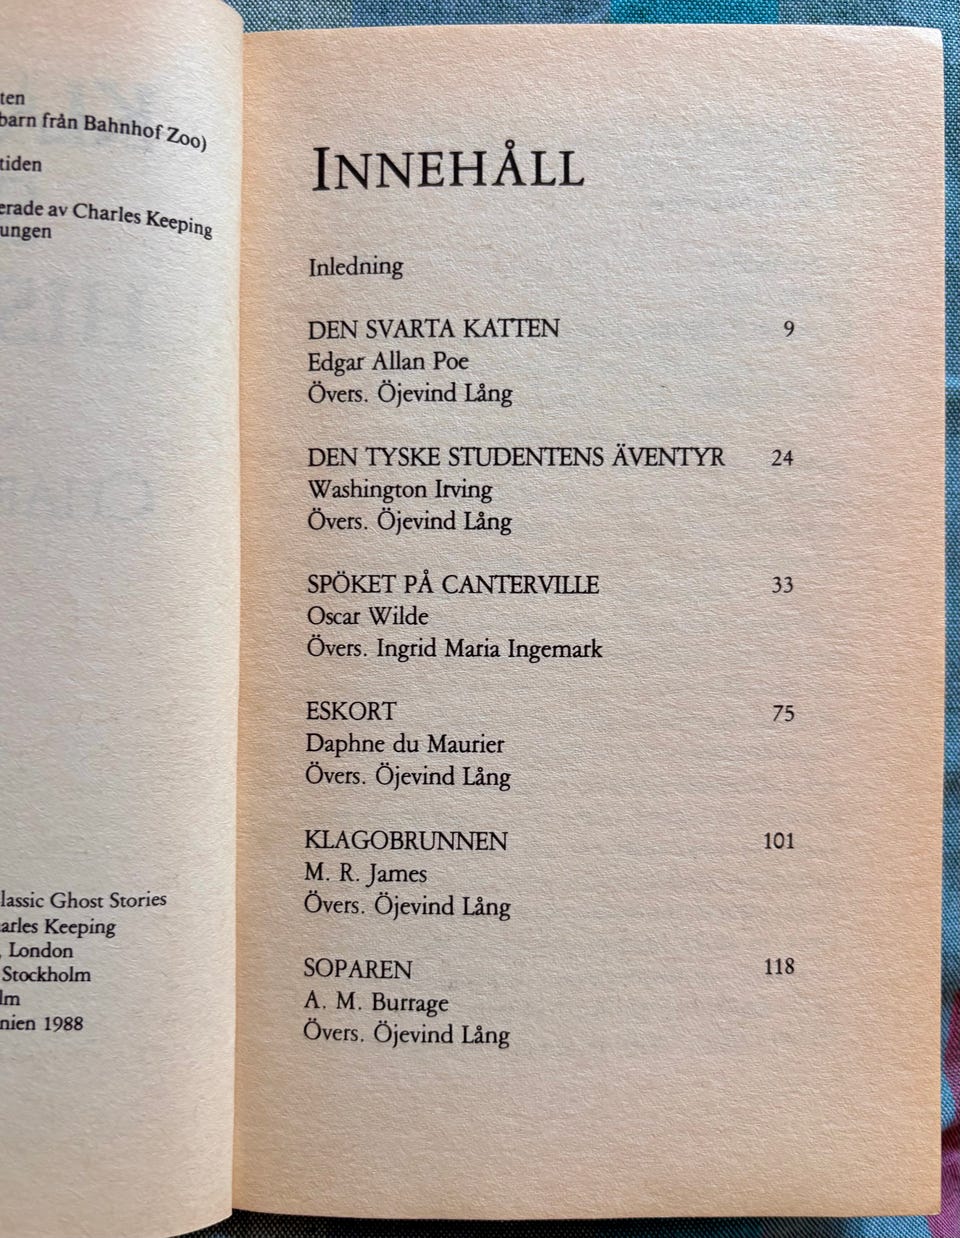 ten
barn från Bahnhof Zoo)
tiden
erade av Charles Keeping
ungen
lassic Ghost Stories
arles Keeping
, London
Stockholm
lm
nien 1988
INNEHÅLL
Inledning
DEN SVARTA KATTEN 9
Edgar Allan Poe
Övers. Öjevind Lång
DEN TYSKE STUDENTENS ÄVENTYR 24
Washington Irving
Övers. Öjevind Lång
SPÖKET PÅ CANTERVILLE 33
Oscar Wilde
Övers. Ingrid Maria Ingemark
ESKORT 75
Daphne du Maurier
Övers. Öjevind Lång
KLAGOBRUNNEN 101
M. R. James
Övers. Öjevind Lång
SOPAREN 118
A. M. Burrage
Övers. Öjevind Lång